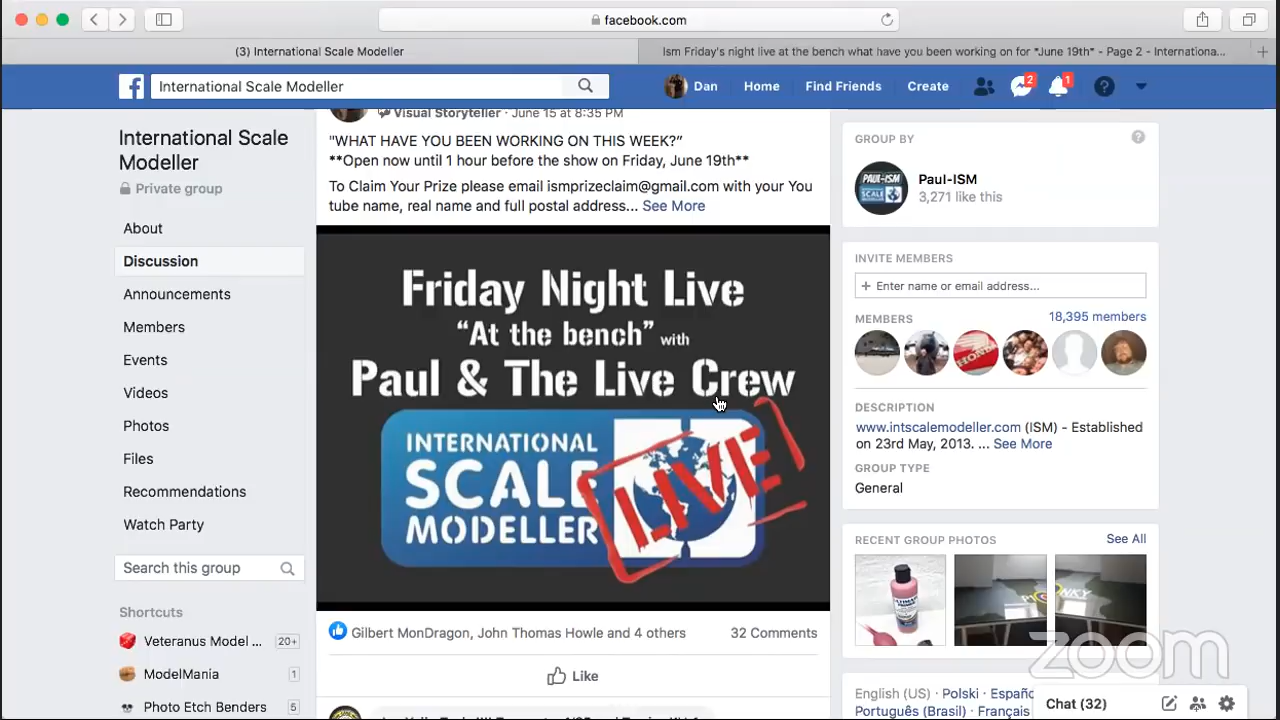 facebook.com
(3) International Scale Modeller
Ism Friday's night live at the bench what have you been working on for *June 19th* - Page 2 - Internationa...
International Scale Modeller
Dan
Home
Find Friends
Create
2
1
International Scale
Modeller
Private group
About
Discussion
Announcements
Members
Events
Videos
Photos
Files
Recommendations
Watch Party
Search this group
Shortcuts
Veteranus Model ... 20+
ModelMania 1
Photo Etch Benders 5
Visual Storyteller · June 15 at 8:35 PM
"WHAT HAVE YOU BEEN WORKING ON THIS WEEK?"
**Open now until 1 hour before the show on Friday, June 19th**
To Claim Your Prize please email ismprizeclaim@gmail.com with your You
tube name, real name and full postal address... See More
Friday Night Live
"At the bench" with
Paul & The Live Crew
INTERNATIONAL
SCALE
MODELLER
LIVE
Gilbert MonDragon, John Thomas Howle and 4 others
32 Comments
Like
GROUP BY
PAUL-ISM
SCALE
Paul-ISM
3,271 like this
INVITE MEMBERS
+ Enter name or email address...
MEMBERS
18,395 members
HONDA
DESCRIPTION
www.intscalemodeller.com (ISM) - Established
on 23rd May, 2013. ... See More
GROUP TYPE
General
RECENT GROUP PHOTOS
See All
zoom
English (US) · Polski · Españo
Português (Brasil) · Français
Chat (32)